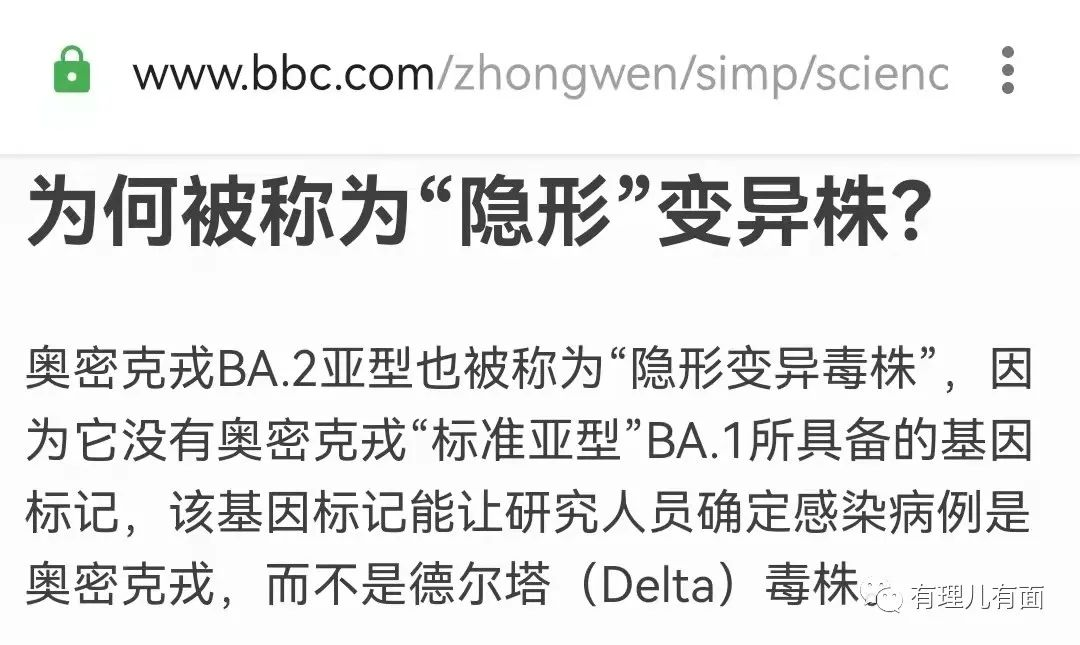 www.bbc.com/zhongwen/simp/scienc
为何被称为“隐形”变异株？
奥密克戎BA.2亚型也被称为“隐形变异毒株”，因
为它没有奥密克戎“标准亚型”BA.1所具备的基因
标记，该基因标记能让研究人员确定感染病例是
奥密克戎，而不是德尔塔（Delta）毒株。
有理儿有面